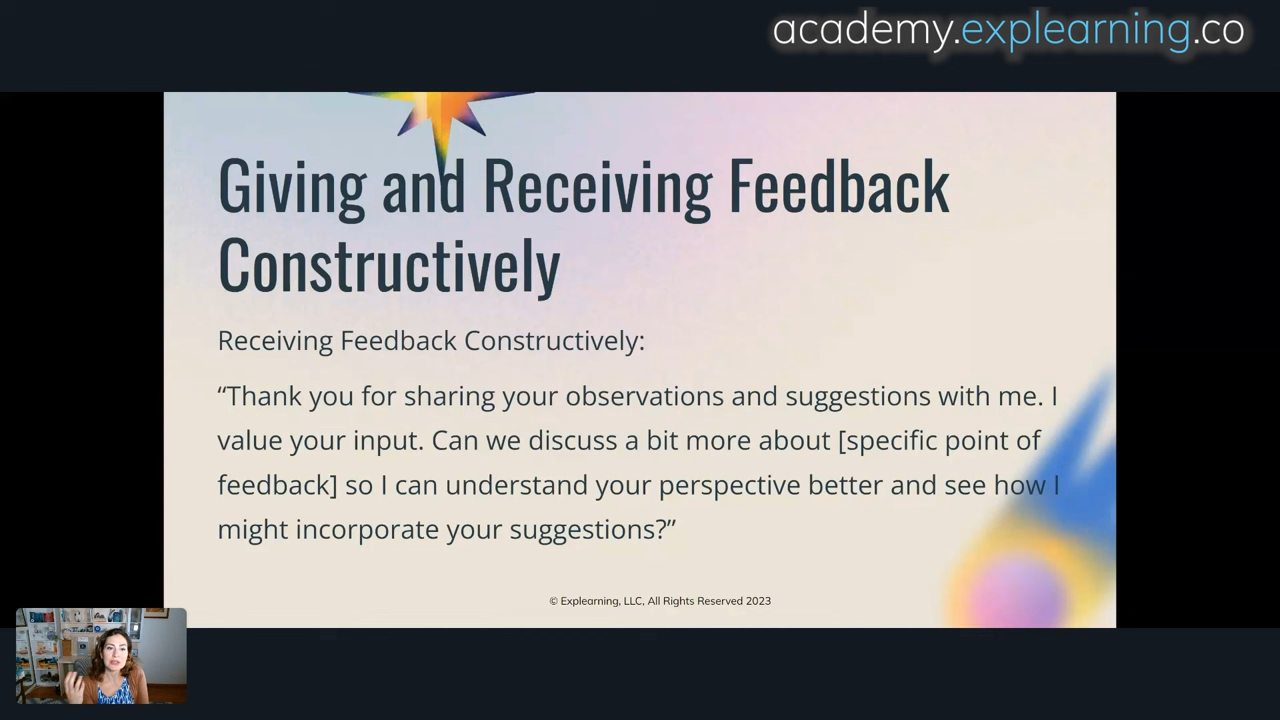 academy.explearning.co
Giving and Receiving Feedback
Constructively
Receiving Feedback Constructively:
“Thank you for sharing your observations and suggestions with me. I
value your input. Can we discuss a bit more about [specific point of
feedback] so I can understand your perspective better and see how I
might incorporate your suggestions?”
© Explearning, LLC, All Rights Reserved 2023